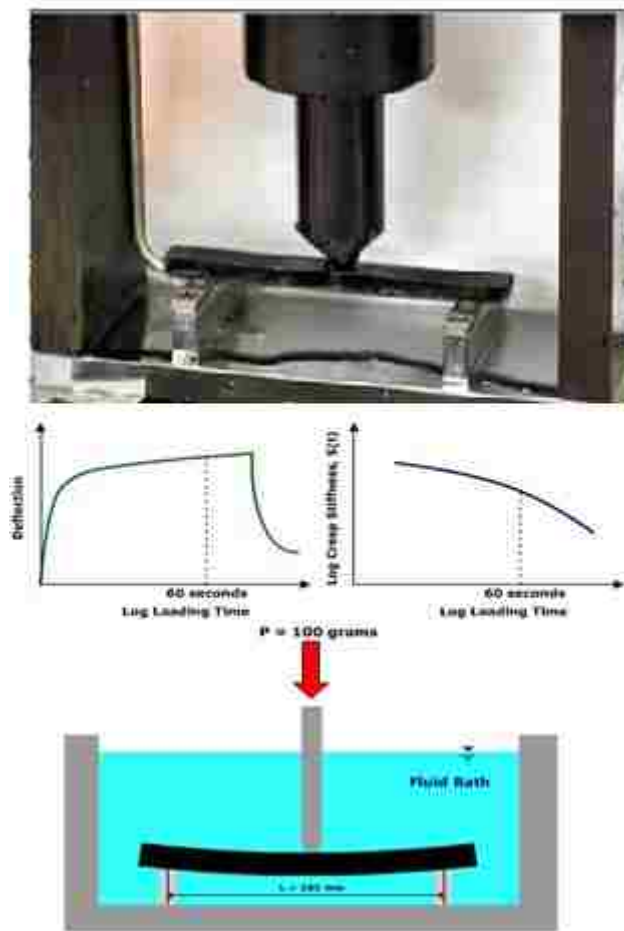 Deflection
60 seconds
Log Loading Time
Log Creep Stiffness, S(t)
60 seconds
Log Loading Time
P = 100 grams
Fluid Bath